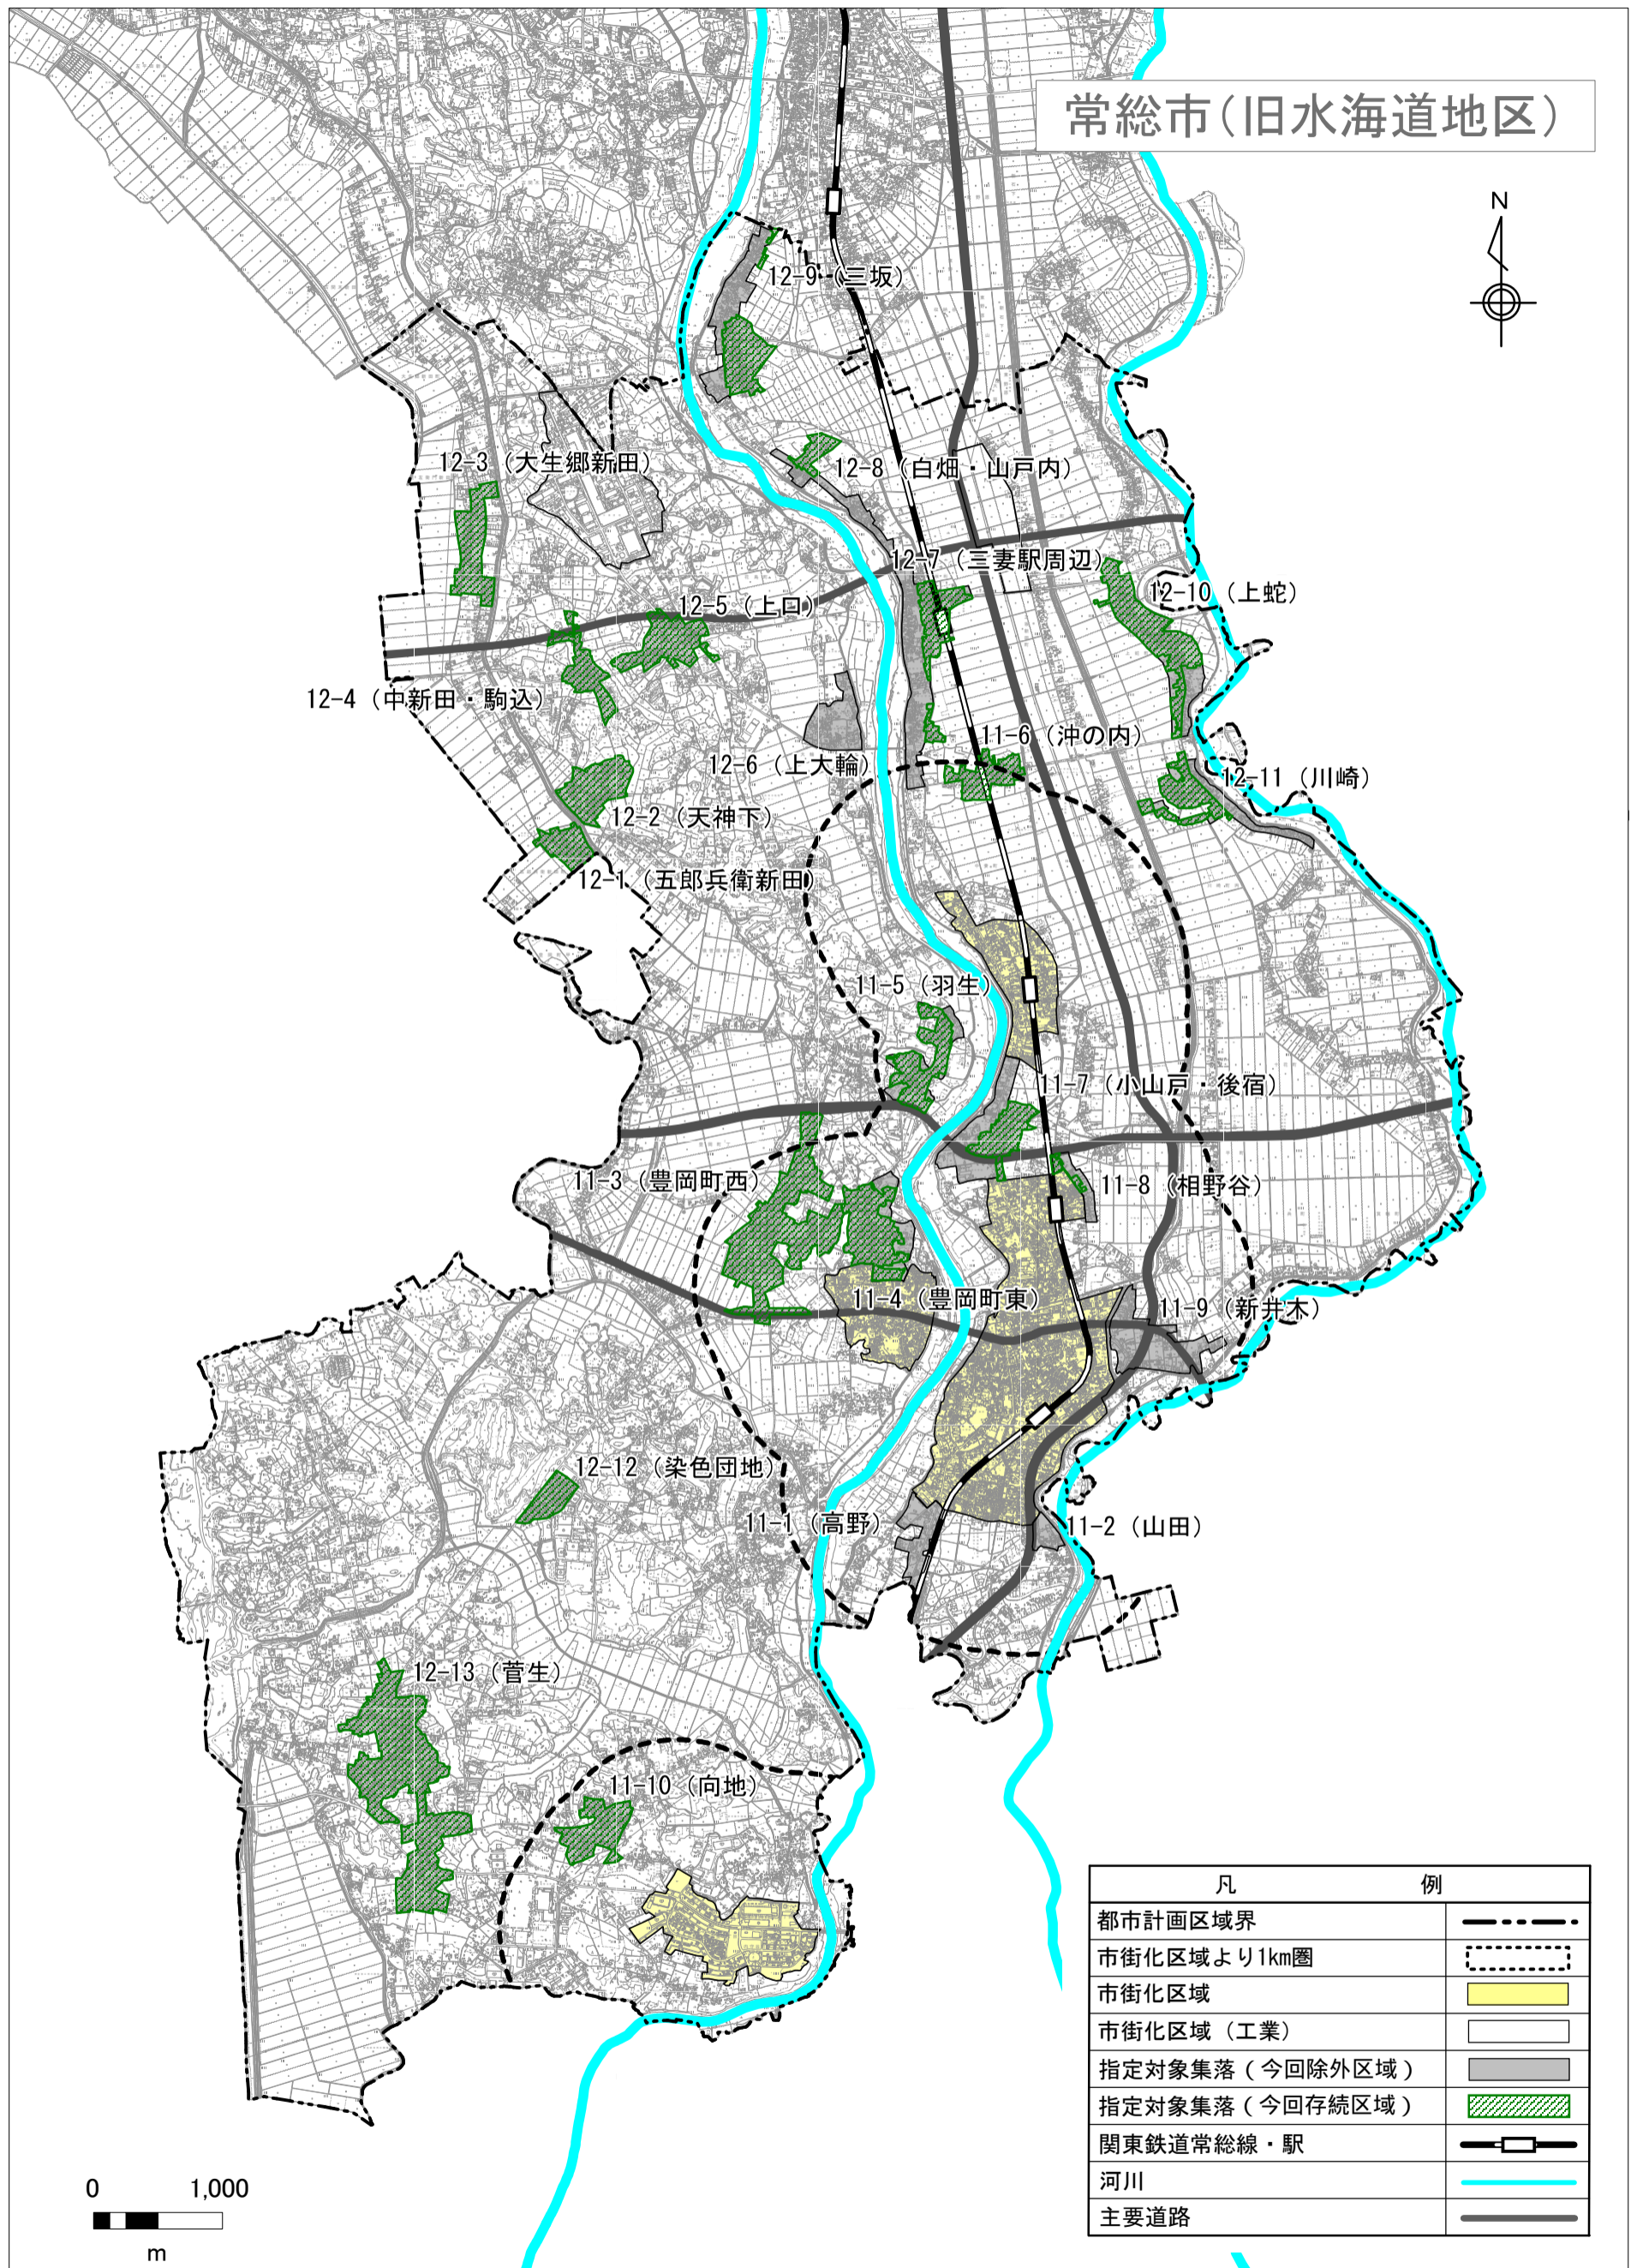 常総市(旧水海道地区)
N
12-9 (三坂)
12-3 (大生郷新田)
12-8 (白畑・山戸内)
12-7 (三妻駅周辺)
12-10 (上蛇)
12-5 (上口)
12-4 (中新田・駒込)
11-6 (沖の内)
12-6 (上大輪)
12-11 (川崎)
12-2 (天神下)
12-1 (五郎兵衛新田)
11-5 (羽生)
11-7 (小山戸・後宿)
11-3 (豊岡町西)
11-8 (相野谷)
11-4 (豊岡町東)
11-9 (新井木)
12-12 (染色団地)
11-1 (高野)
11-2 (山田)
12-13 (菅生)
11-10 (向地)
凡 例
都市計画区域界
市街化区域より1km圏
市街化区域
市街化区域 (工業)
指定対象集落 (今回除外区域)
指定対象集落 (今回存続区域)
関東鉄道常総線・駅
河川
主要道路
0 1,000
m